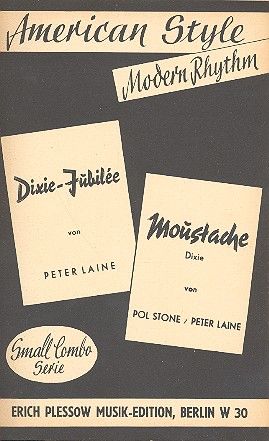 American Style
Modern Rhythm
Dixie-Jubilée
von
PETER LAINE
Moustache
Dixie
von
POL STONE / PETER LAINE
Small Combo
Serie
ERICH PLESSOW MUSIK-EDITION, BERLIN W 30